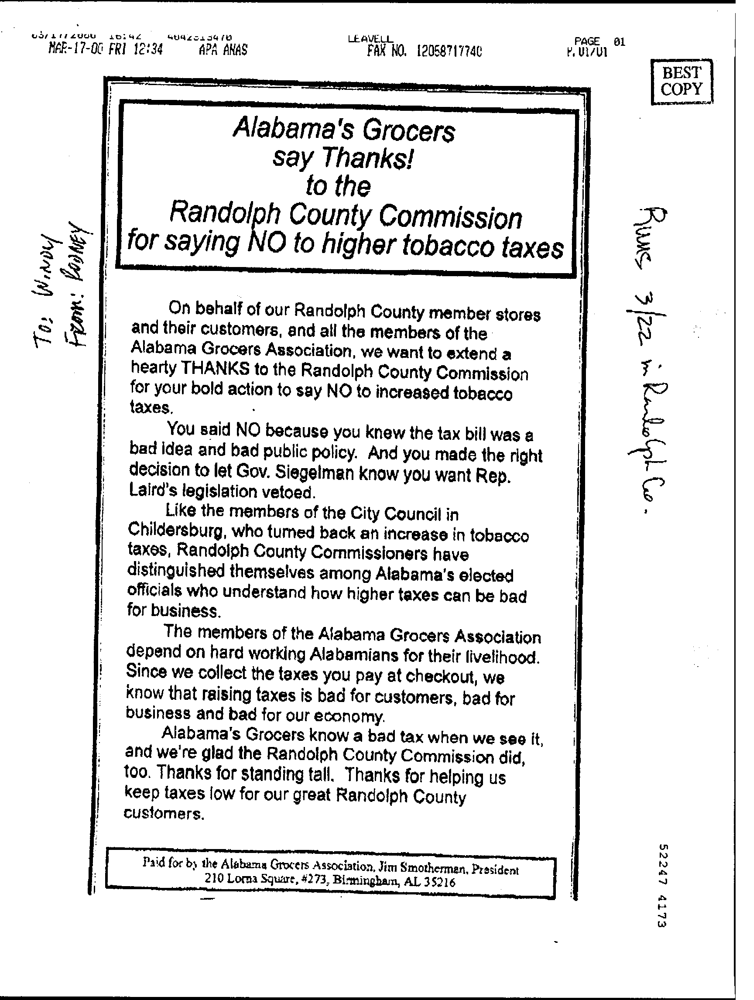 03/17/2000 16:42 4042313470 LEAVELL PAGE 01
MAR-17-00 FRI 12:34 APA ANAS FAX NO. 12058717740 P. 01/01
BEST
COPY
Alabama's Grocers
say Thanks!
to the
Randolph County Commission
for saying NO to higher tobacco taxes
To: WINDY
From: RODNEY
Runs 3/22 in Randolph Co.
On behalf of our Randolph County member stores
and their customers, and all the members of the
Alabama Grocers Association, we want to extend a
hearty THANKS to the Randolph County Commission
for your bold action to say NO to increased tobacco
taxes.
You said NO because you knew the tax bill was a
bad idea and bad public policy. And you made the right
decision to let Gov. Siegelman know you want Rep.
Laird's legislation vetoed.
Like the members of the City Council in
Childersburg, who turned back an increase in tobacco
taxes, Randolph County Commissioners have
distinguished themselves among Alabama's elected
officials who understand how higher taxes can be bad
for business.
The members of the Alabama Grocers Association
depend on hard working Alabamians for their livelihood.
Since we collect the taxes you pay at checkout, we
know that raising taxes is bad for customers, bad for
business and bad for our economy.
Alabama's Grocers know a bad tax when we see it,
and we're glad the Randolph County Commission did,
too. Thanks for standing tall. Thanks for helping us
keep taxes low for our great Randolph County
customers.
Paid for by the Alabama Grocers Association, Jim Smotherman, President
210 Lorna Square, #273, Birmingham, AL 35216
52247 4173